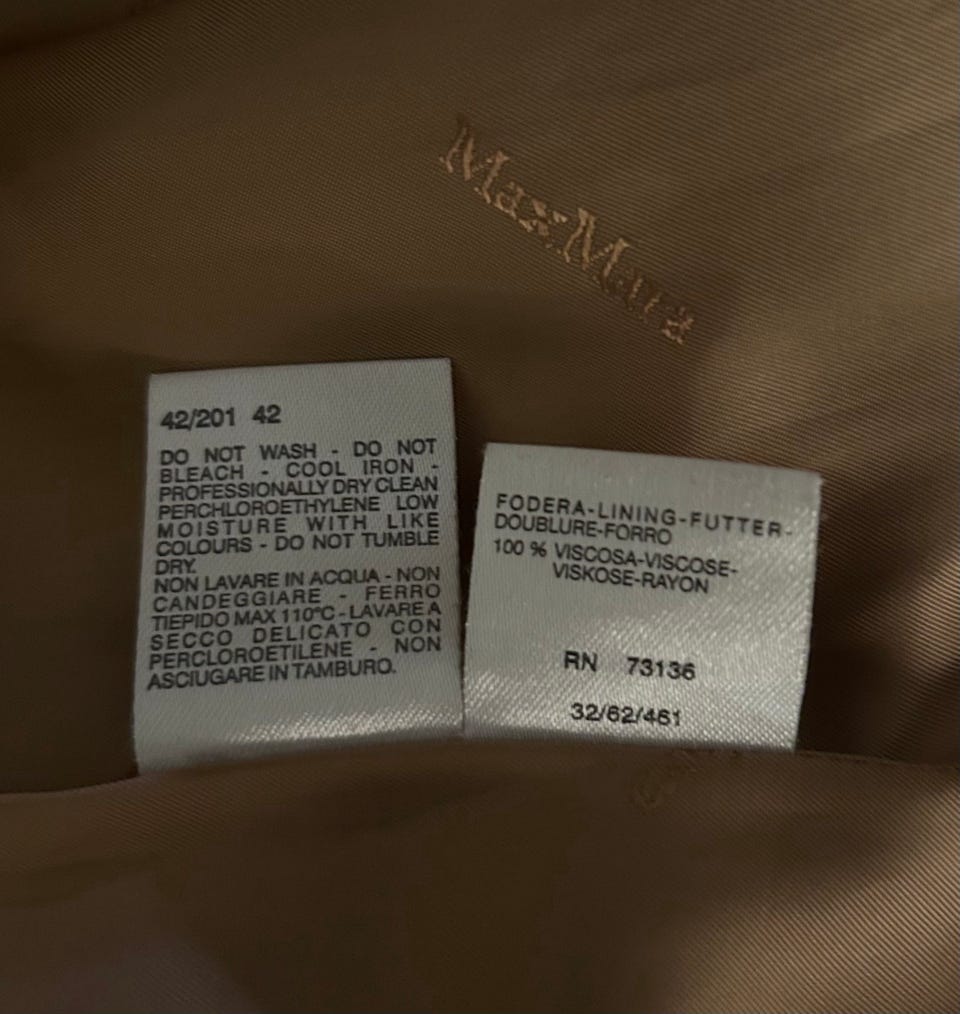 MaxMara
42/201 42
DO NOT WASH - DO NOT
BLEACH - COOL IRON -
PROFESSIONALLY DRY CLEAN
PERCHLOROETHYLENE LOW
MOISTURE WITH LIKE
COLOURS - DO NOT TUMBLE
DRY.
NON LAVARE IN ACQUA - NON
CANDEGGIARE - FERRO
TIEPIDO MAX 110°C - LAVARE A
SECCO DELICATO CON
PERCLOROETILENE - NON
ASCIUGARE IN TAMBURO.
FODERA-LINING-FUTTER-
DOUBLURE-FORRO
100 % VISCOSA-VISCOSE-
VISKOSE-RAYON
RN 73136
32/62/461